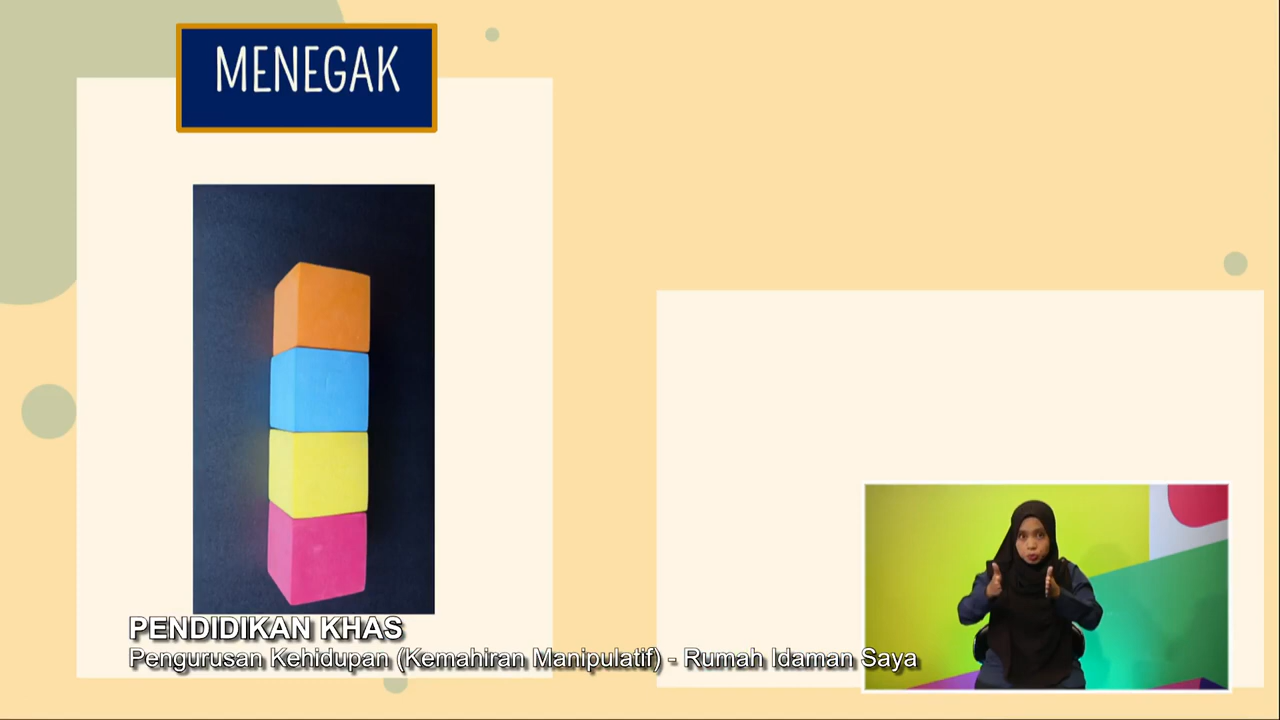 MENEGAK
PENDIDIKAN KHAS
Pengurusan Kehidupan (Kemahiran Manipulatif) - Rumah Idaman Saya